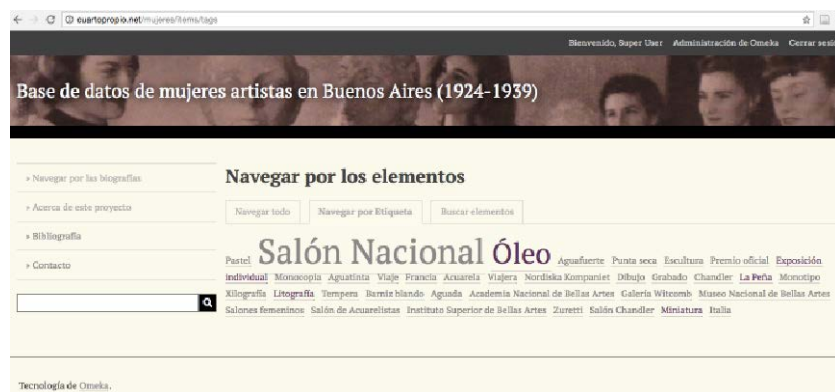 cuartopropio.net/mujeres/items/tags
Bienvenido, Super User Administración de Omeka Cerrar sesi
Base de datos de mujeres artistas en Buenos Aires (1924-1939)
» Navegar por las biografías
» Acerca de este proyecto
» Bibliografía
» Contacto
Navegar por los elementos
Navegar todo Navegar por Etiqueta Buscar elementos
Pastel Salón Nacional Óleo Aguafuerte Punta seca Escultura Premio oficial Exposición
individual Monocopia Aguatinta Viaje Francia Acuarela Viajera Nordiska Kompaniet Dibujo Grabado Chandler La Peña Monotipo
Xilografía Litografía Tempera Barniz blando Aguada Academia Nacional de Bellas Artes Galería Witcomb Museo Nacional de Bellas Artes
Salones femeninos Salón de Acuarelistas Instituto Superior de Bellas Artes Zuretti Salón Chandler Miniatura Italia
Tecnología de Omeka.